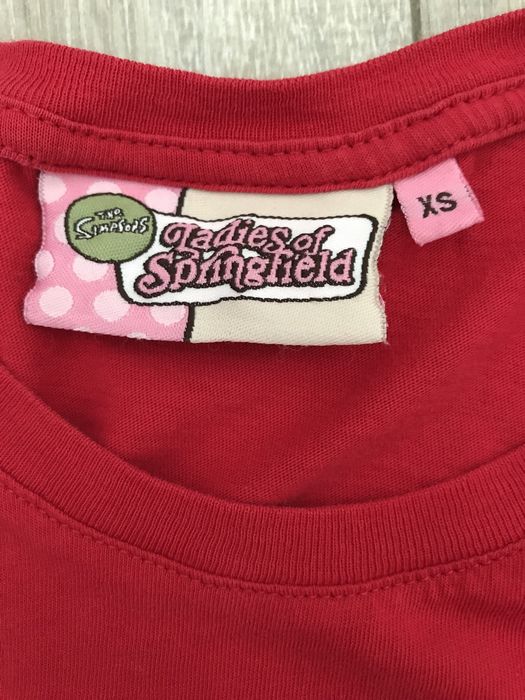 THE
SIMPSONS
Ladies of
Springfield
XS